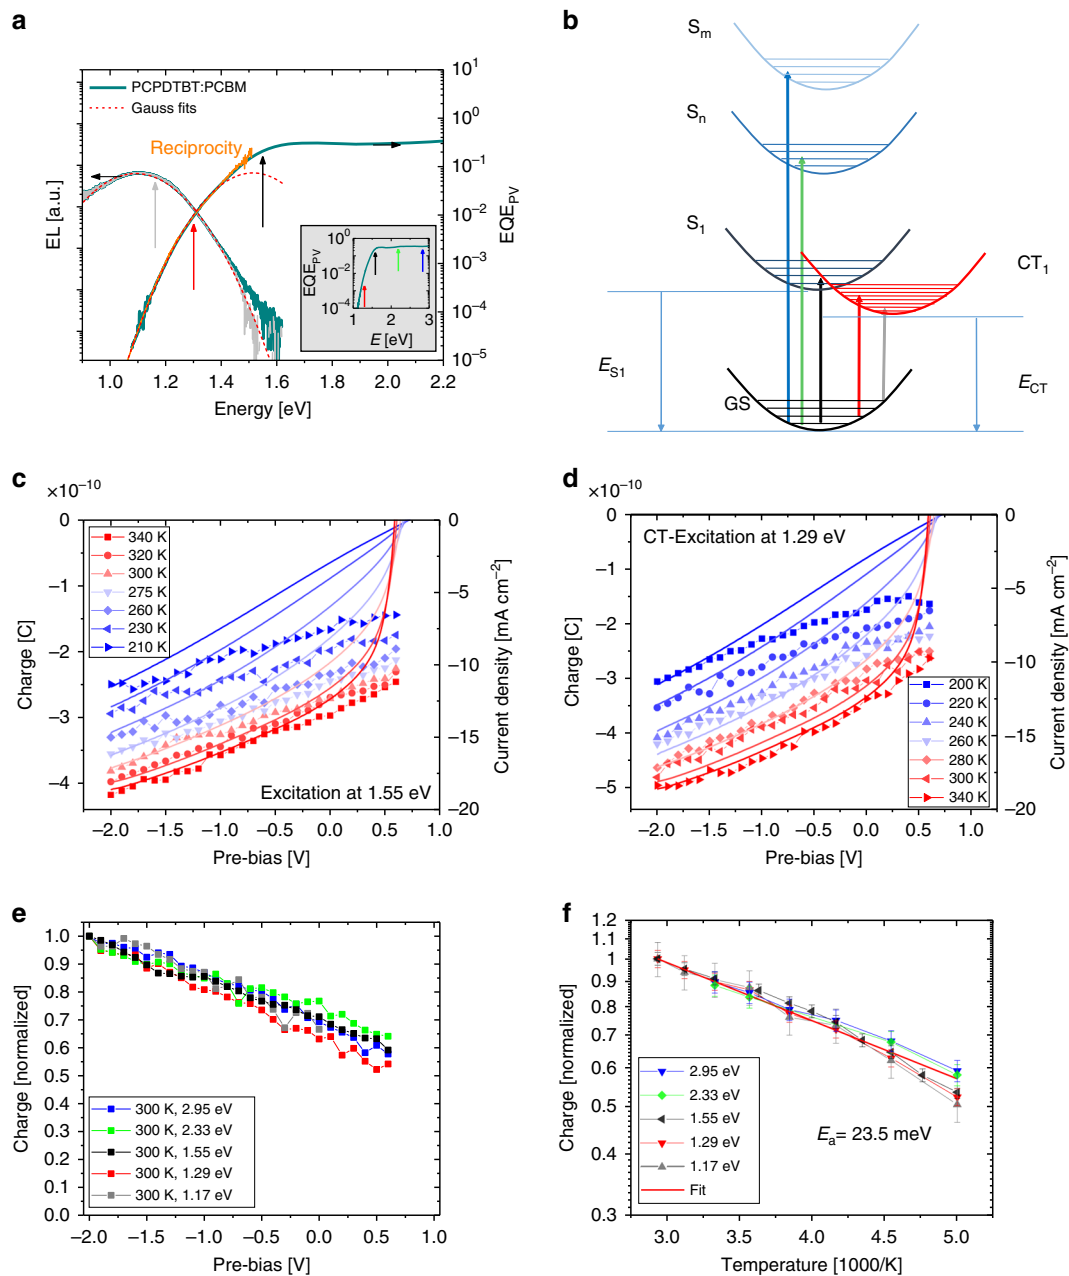 a
PCPDTBT:PCBM
Gauss fits
Reciprocity
EL [a.u.]
EQE_PV
10^1
10^0
10^−1
10^−2
10^−3
10^−4
10^−5
1.0 1.2 1.4 1.6 1.8 2.0 2.2
Energy [eV]
EQE_PV
10^0
10^−2
10^−4
1 2 3
E [eV]
b
S_m
S_n
S_1
CT_1
E_S1
GS
E_CT
c
×10^−10
340 K
320 K
300 K
275 K
260 K
230 K
210 K
Excitation at 1.55 eV
Charge [C]
0
−1
−2
−3
−4
Current density [mA cm^−2]
0
−5
−10
−15
−20
−2.0 −1.5 −1.0 −0.5 0.0 0.5 1.0
Pre-bias [V]
d
×10^−10
CT-Excitation at 1.29 eV
200 K
220 K
240 K
260 K
280 K
300 K
340 K
Charge [C]
0
−1
−2
−3
−4
−5
Current density [mA cm^−2]
0
−5
−10
−15
−20
−2.0 −1.5 −1.0 −0.5 0.0 0.5 1.0
Pre-bias [V]
e
Charge [normalized]
1.0
0.9
0.8
0.7
0.6
0.5
0.4
0.3
0.2
0.1
0.0
300 K, 2.95 eV
300 K, 2.33 eV
300 K, 1.55 eV
300 K, 1.29 eV
300 K, 1.17 eV
−2.0 −1.5 −1.0 −0.5 0.0 0.5 1.0
Pre-bias [V]
f
Charge [normalized]
1.2
1.1
1
0.9
0.8
0.7
0.6
0.5
0.4
0.3
2.95 eV
2.33 eV
1.55 eV
1.29 eV
1.17 eV
Fit
E_a= 23.5 meV
3.0 3.5 4.0 4.5 5.0
Temperature [1000/K]